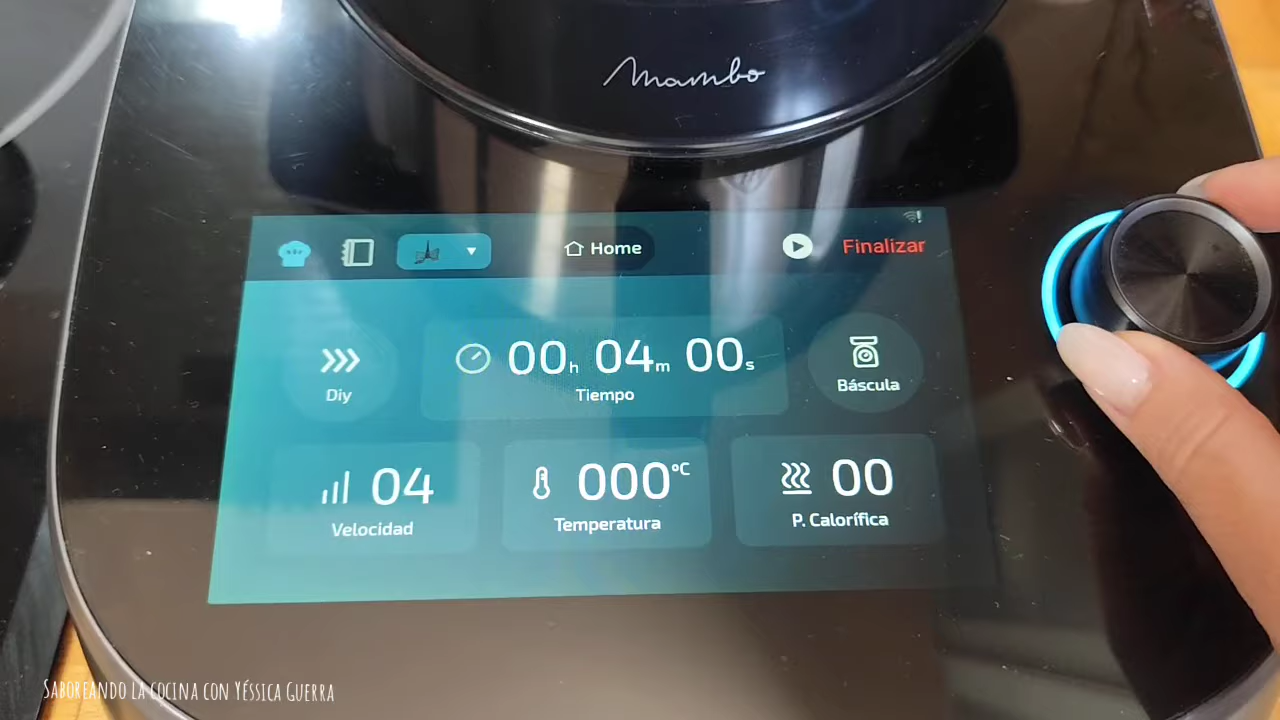 Mambo
Home
Finalizar
Diy
00h 04m 00s
Tiempo
Báscula
04
Velocidad
000°C
Temperatura
00
P. Calorífica
SABOREANDO LA COCINA CON YÉSSICA GUERRA